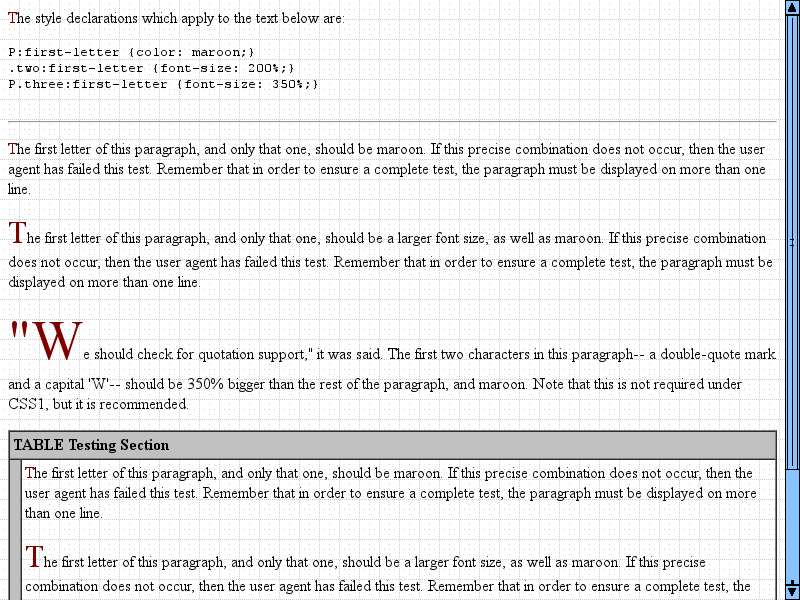 The style declarations which apply to the text below are:
P:first-letter {color: maroon;}
.two:first-letter {font-size: 200%;}
P.three:first-letter {font-size: 350%;}
The first letter of this paragraph, and only that one, should be maroon. If this precise combination does not occur, then the user
agent has failed this test. Remember that in order to ensure a complete test, the paragraph must be displayed on more than one
line.
The first letter of this paragraph, and only that one, should be a larger font size, as well as maroon. If this precise combination
does not occur, then the user agent has failed this test. Remember that in order to ensure a complete test, the paragraph must be
displayed on more than one line.
"We should check for quotation support," it was said. The first two characters in this paragraph-- a double-quote mark
and a capital 'W'-- should be 350% bigger than the rest of the paragraph, and maroon. Note that this is not required under
CSS1, but it is recommended.
TABLE Testing Section
The first letter of this paragraph, and only that one, should be maroon. If this precise combination does not occur, then the
user agent has failed this test. Remember that in order to ensure a complete test, the paragraph must be displayed on more
than one line.
The first letter of this paragraph, and only that one, should be a larger font size, as well as maroon. If this precise
combination does not occur, then the user agent has failed this test. Remember that in order to ensure a complete test, the